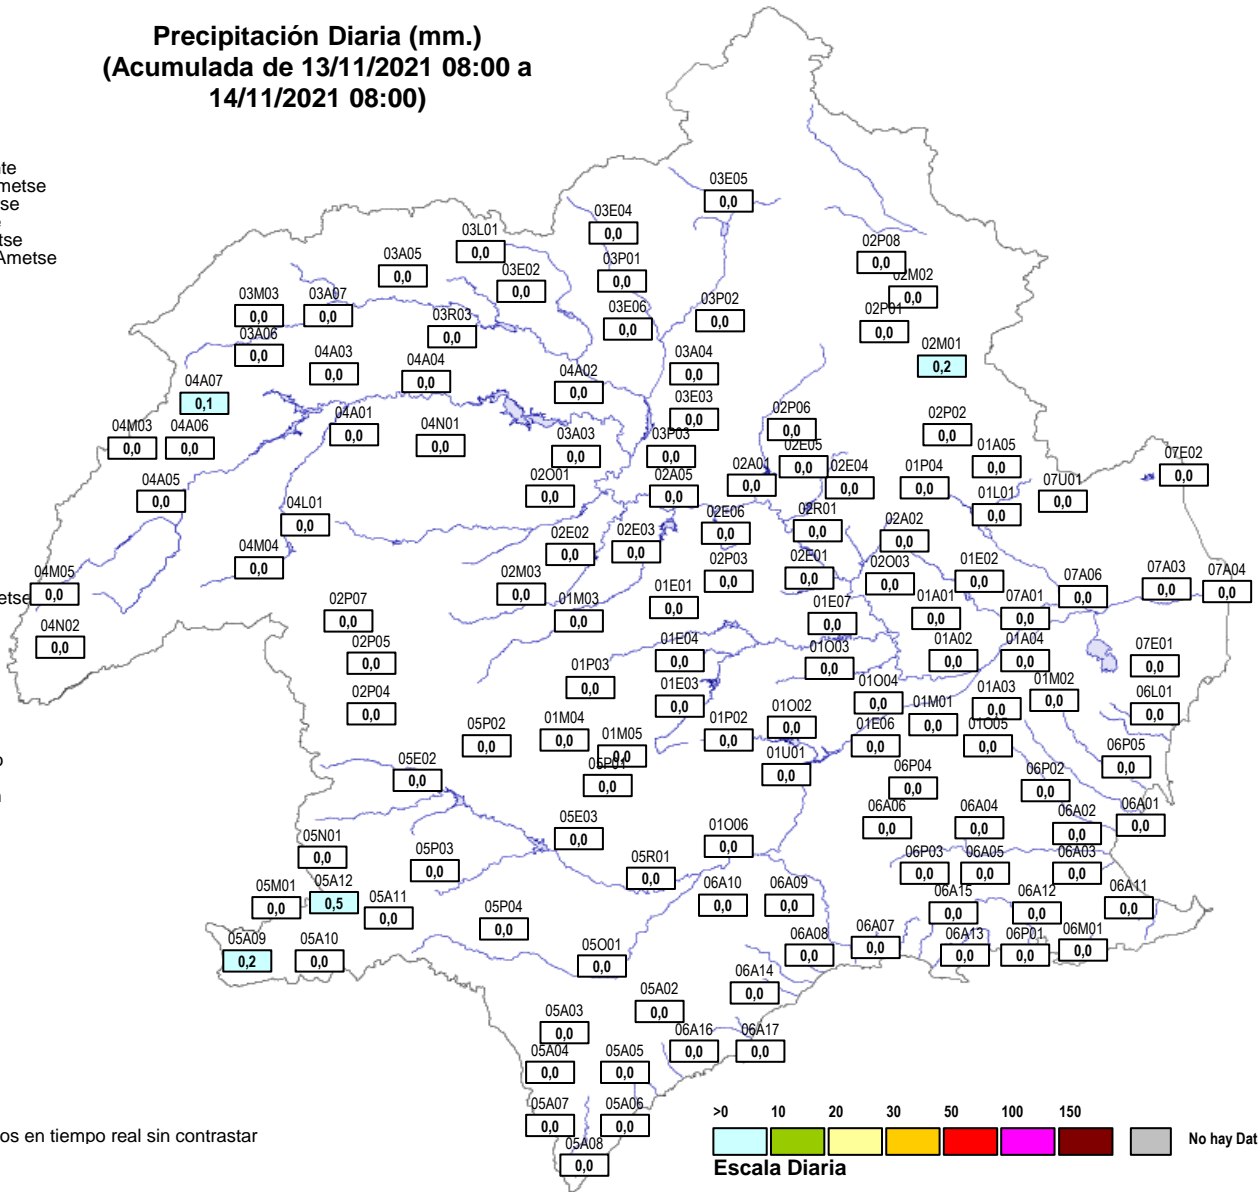 Precipitación Diaria (mm.)
(Acumulada de 13/11/2021 08:00 a
14/11/2021 08:00)
03E05
0,0
03E04
0,0
03L01
0,0
03A05
0,0
03P01
0,0
03E02
0,0
02P08
0,0
02M02
0,0
03M03
0,0
03A07
0,0
03R03
0,0
03E06
0,0
03P02
0,0
02P01
0,0
03A06
0,0
04A03
0,0
04A04
0,0
04A02
0,0
03A04
0,0
02M01
0,2
04A07
0,1
03E03
0,0
04M03
0,0
04A06
0,0
04A01
0,0
04N01
0,0
03A03
0,0
03P03
0,0
02P06
0,0
02P02
0,0
02E05
0,0
01A05
0,0
07E02
0,0
04A05
0,0
02O01
0,0
02A05
0,0
02A01
0,0
02E04
0,0
01P04
0,0
01L01
0,0
07U01
0,0
04L01
0,0
02E06
0,0
02R01
0,0
02A02
0,0
04M04
0,0
02E02
0,0
02E03
0,0
02P03
0,0
02E01
0,0
02O03
0,0
01E02
0,0
04M05
0,0
02M03
0,0
01M03
0,0
01E01
0,0
01E07
0,0
01A01
0,0
07A01
0,0
07A06
0,0
07A03
0,0
07A04
0,0
04N02
0,0
02P07
0,0
02P05
0,0
01E04
0,0
01O03
0,0
01A02
0,0
01A04
0,0
07E01
0,0
02P04
0,0
01P03
0,0
01E03
0,0
01O04
0,0
01M01
0,0
01A03
0,0
01M02
0,0
06L01
0,0
05P02
0,0
01M04
0,0
01M05
0,0
01P02
0,0
01O02
0,0
01E06
0,0
01O05
0,0
05E02
0,0
05P01
0,0
01U01
0,0
06P04
0,0
06P02
0,0
06P05
0,0
05E03
0,0
01O06
0,0
06A06
0,0
06A04
0,0
06A02
0,0
06A01
0,0
05N01
0,0
05P03
0,0
05R01
0,0
06P03
0,0
06A05
0,0
06A03
0,0
05M01
0,0
05A12
0,5
05A11
0,0
05P04
0,0
06A10
0,0
06A09
0,0
06A15
0,0
06A12
0,0
06A11
0,0
05A09
0,2
05A10
0,0
05O01
0,0
06A08
0,0
06A07
0,0
06A13
0,0
06P01
0,0
06M01
0,0
06A14
0,0
05A03
0,0
05A02
0,0
06A16
0,0
06A17
0,0
05A04
0,0
05A05
0,0
05A07
0,0
05A06
0,0
05A08
0,0
os en tiempo real sin contrastar
>0 10 20 30 50 100 150
No hay Dat
Escala Diaria